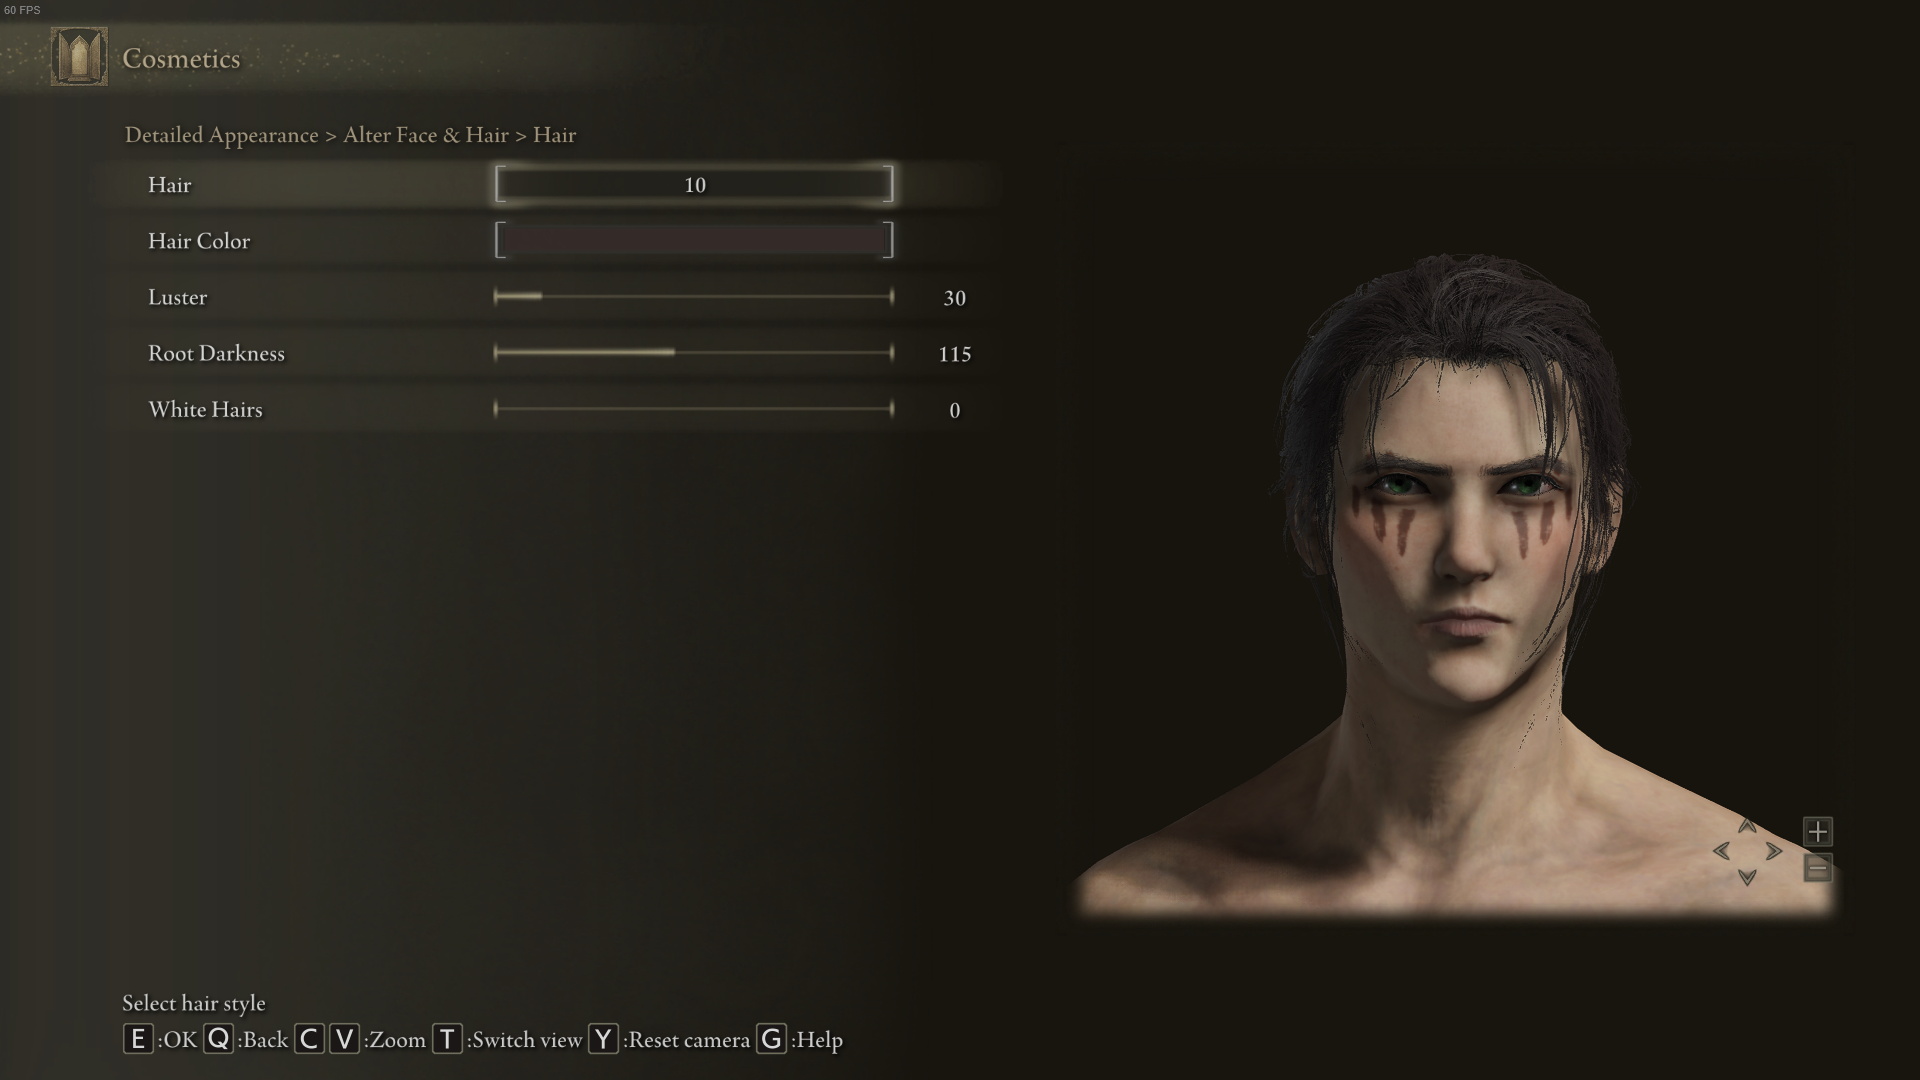 60 FPS
Cosmetics
Detailed Appearance > Alter Face & Hair > Hair
Hair 10
Hair Color
Luster 30
Root Darkness 115
White Hairs 0
Select hair style
E :OK Q :Back C V :Zoom T :Switch view Y :Reset camera G :Help